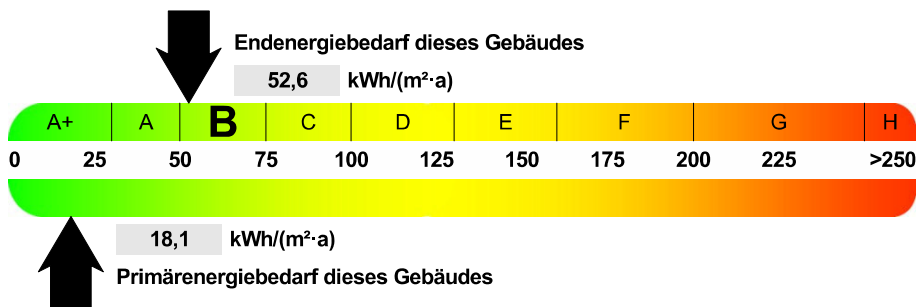 Endenergiebedarf dieses Gebäudes
52,6 kWh/(m²·a)
A+ A B C D E F G H
0 25 50 75 100 125 150 175 200 225 >250
18,1 kWh/(m²·a)
Primärenergiebedarf dieses Gebäudes